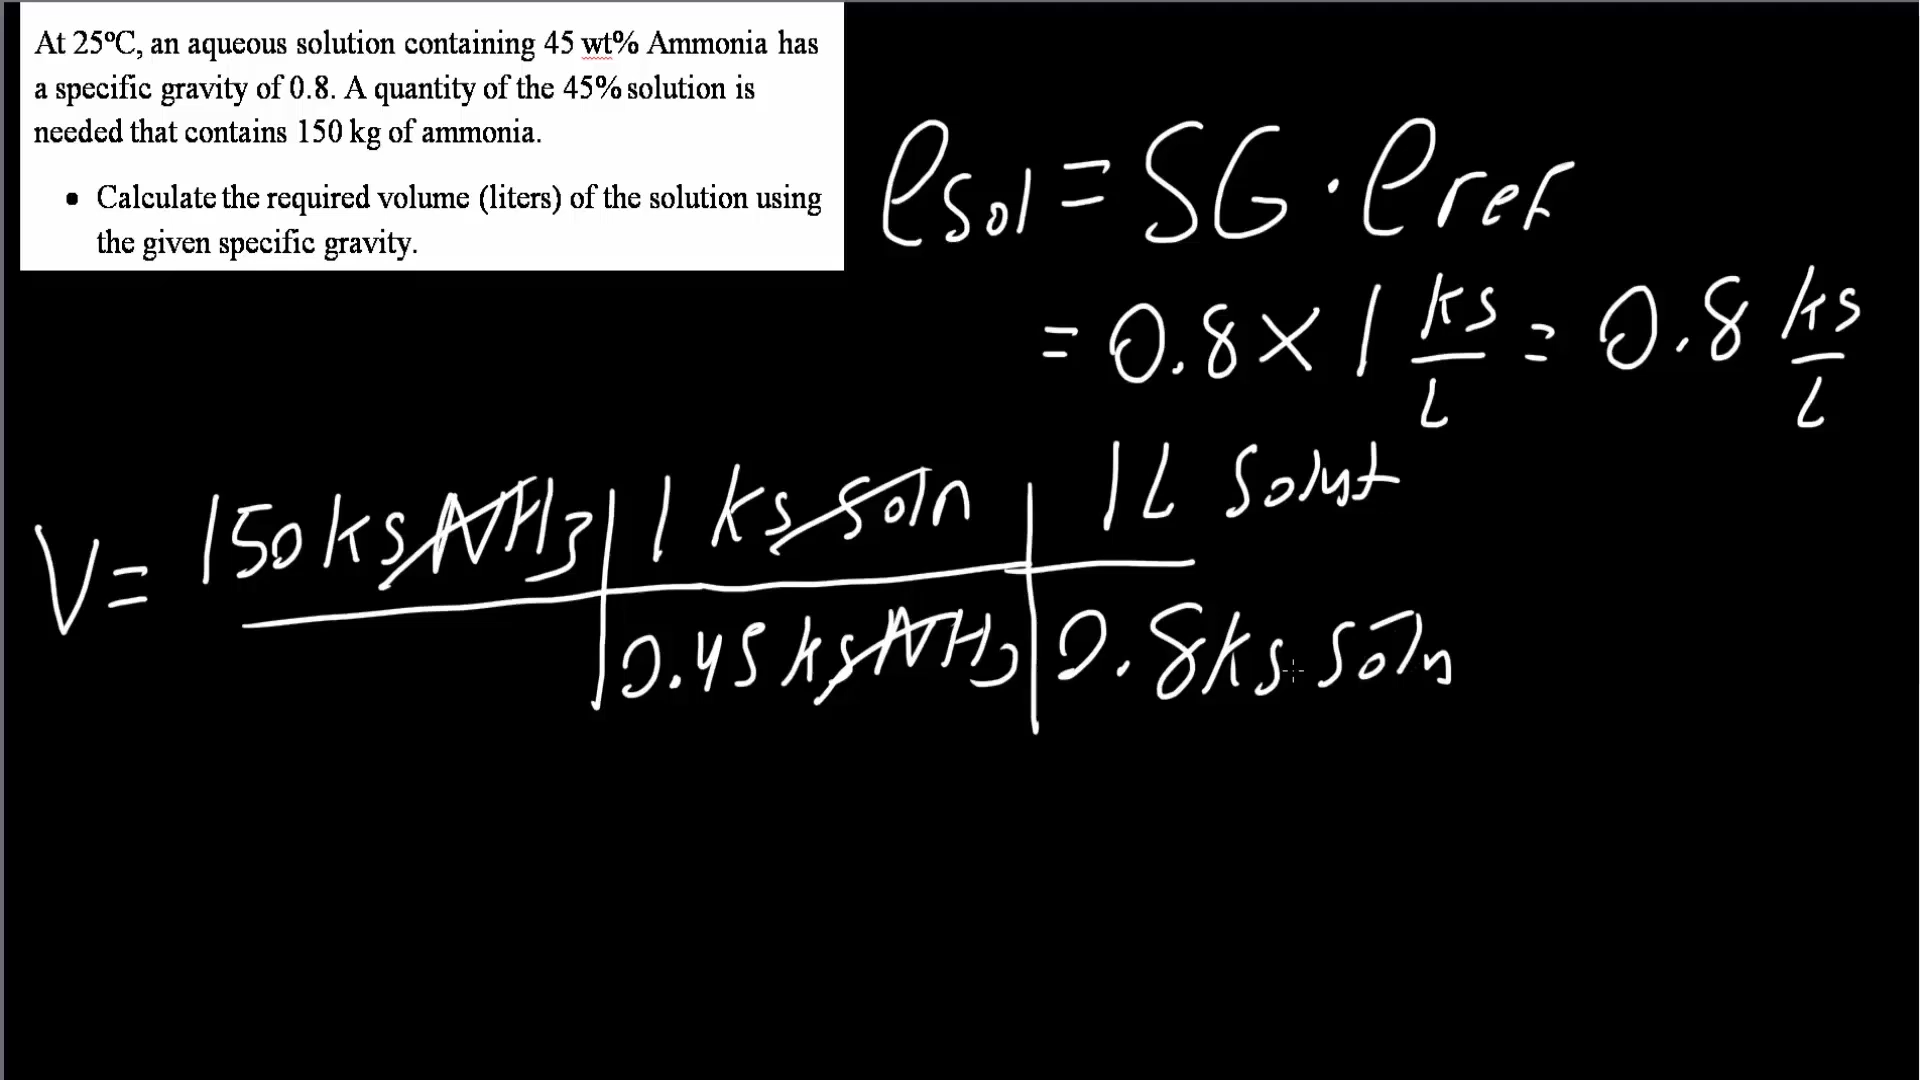 At 25ºC, an aqueous solution containing 45 wt% Ammonia has
a specific gravity of 0.8. A quantity of the 45% solution is
needed that contains 150 kg of ammonia.
• Calculate the required volume (liters) of the solution using
the given specific gravity.
ρsol = SG · ρref
= 0.8 × 1 kg/L = 0.8 kg/L
V = 150 kg NH3 | 1 kg soln | 1 L solut
0.45 kg NH3 | 0.8 kg soln